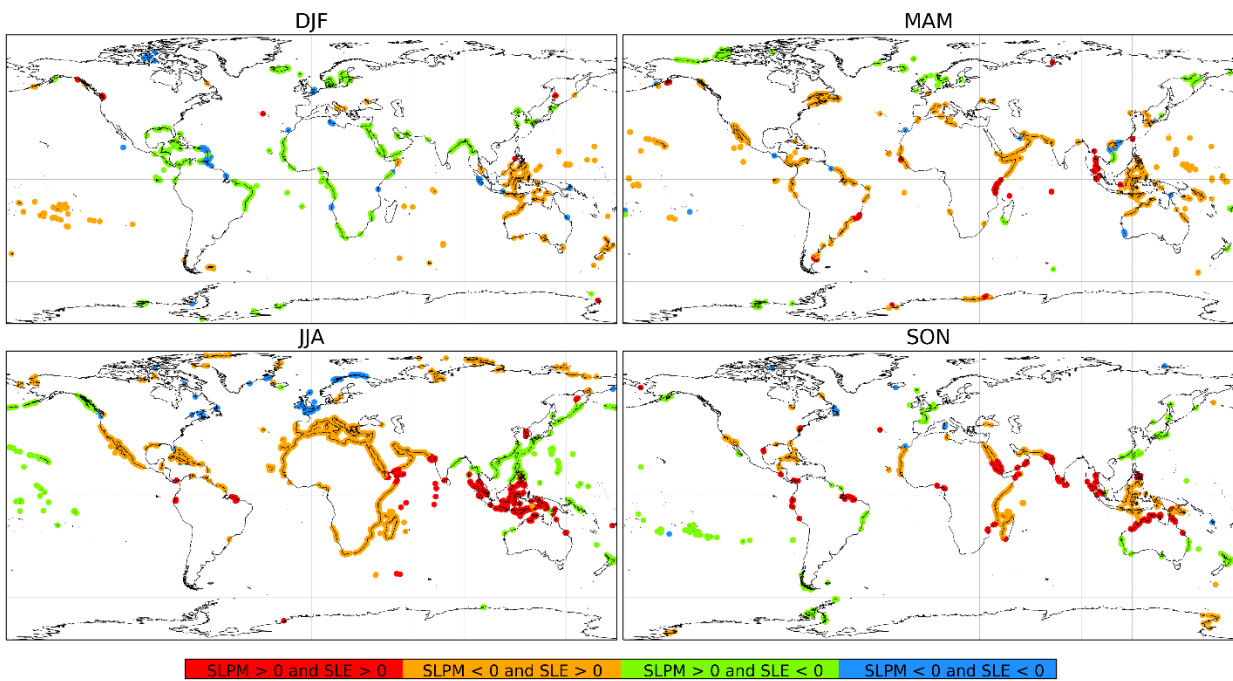 DJF
MAM
JJA
SON
SLPM > 0 and SLE > 0
SLPM < 0 and SLE > 0
SLPM > 0 and SLE < 0
SLPM < 0 and SLE < 0